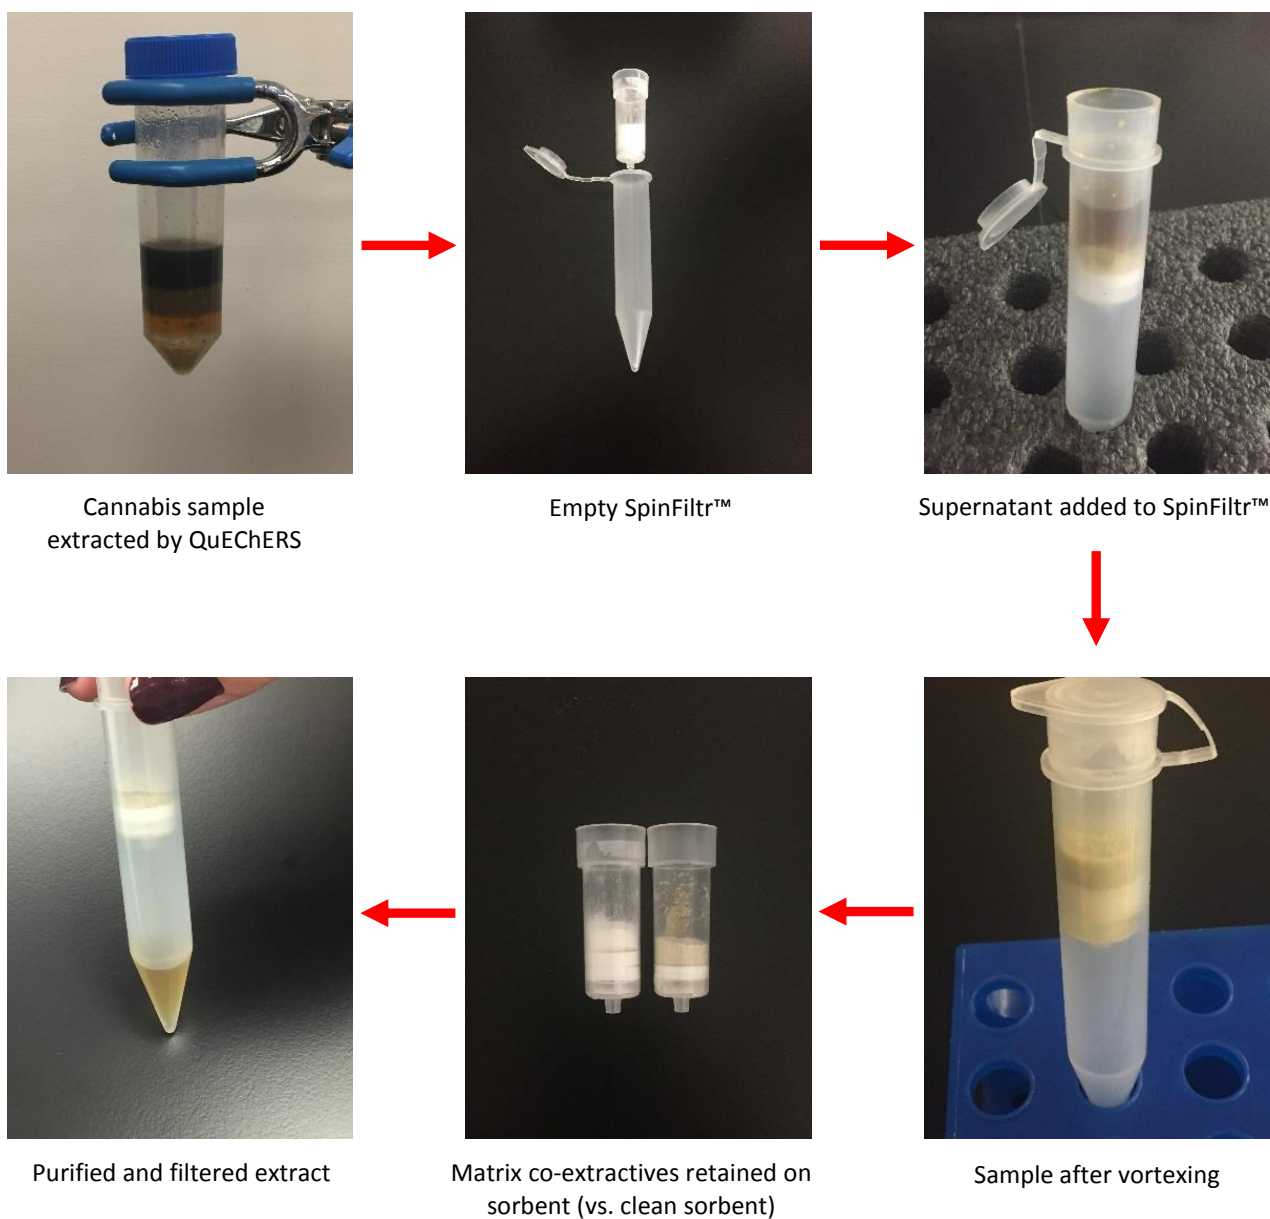 Cannabis sample
extracted by QuEChERS
Empty SpinFiltr™
Supernatant added to SpinFiltr™
Purified and filtered extract
Matrix co-extractives retained on
sorbent (vs. clean sorbent)
Sample after vortexing